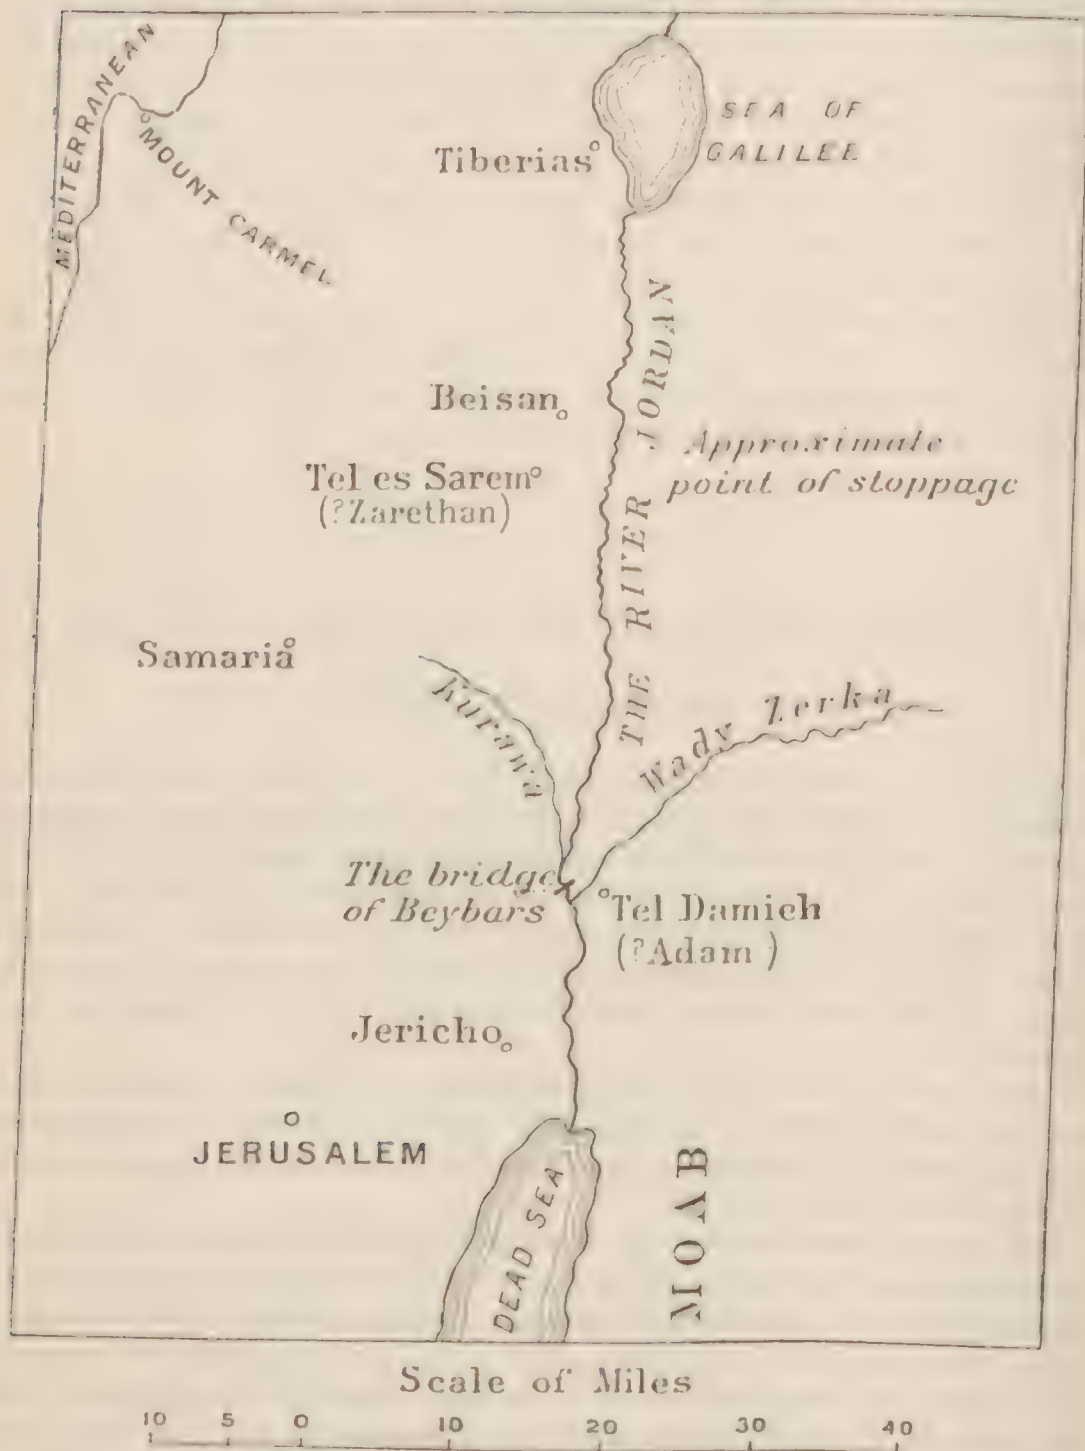 MEDITERRANEAN
MOUNT CARMEL
SEA OF
GALILEE
Tiberias
THE RIVER JORDAN
Beisan
Approximate
point of stoppage
Tel es Sarem
(?Zarethan)
Samaria
Kurawa
Wady Zerka
The bridge
of Beybars
Tel Damieh
(?Adam)
Jericho
JERUSALEM
DEAD SEA
MOAB
Scale of Miles
10 5 0 10 20 30 40